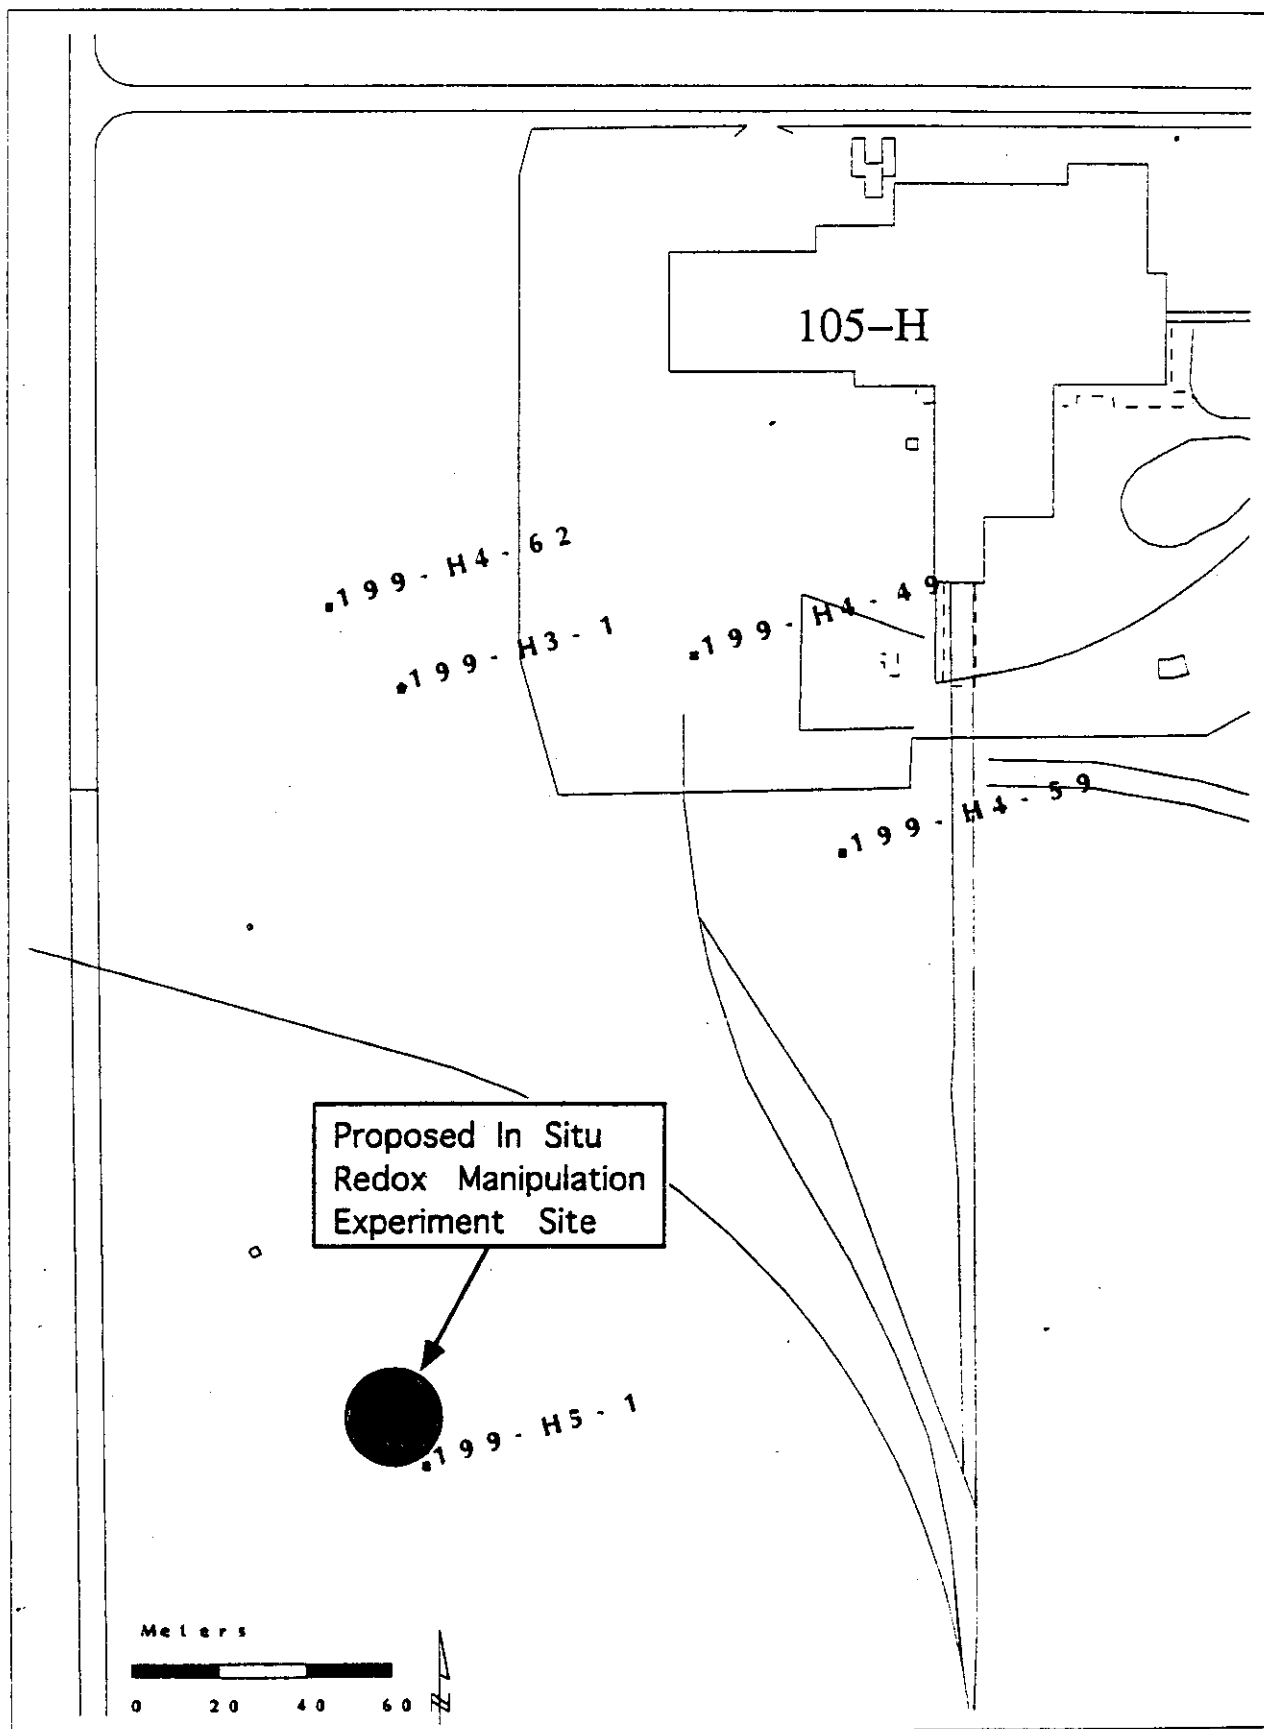 105–H
199-H4-62
199-H4-49
199-H3-1
199-H4-59
Proposed In Situ
Redox Manipulation
Experiment Site
199-H5-1
Meters
0 20 40 60
N